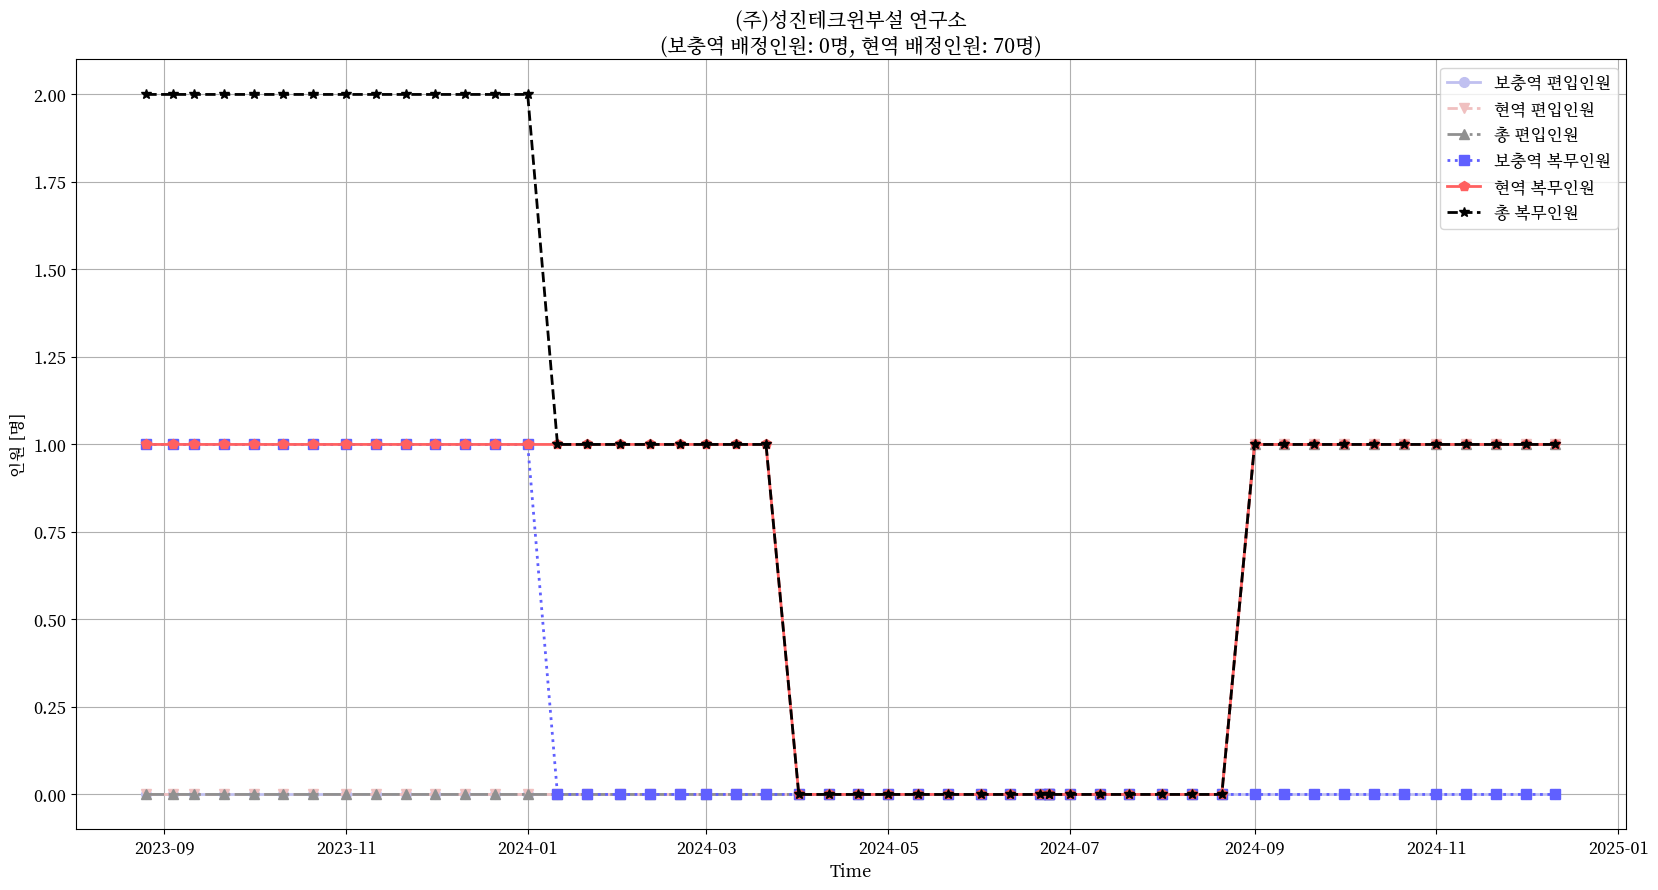 (주)성진테크윈부설 연구소
(보충역 배정인원: 0명, 현역 배정인원: 70명)
보충역 편입인원
현역 편입인원
총 편입인원
보충역 복무인원
현역 복무인원
총 복무인원
2.00
1.75
1.50
1.25
1.00
0.75
0.50
0.25
0.00
인원 [명]
2023-09
2023-11
2024-01
2024-03
2024-05
2024-07
2024-09
2024-11
2025-01
Time